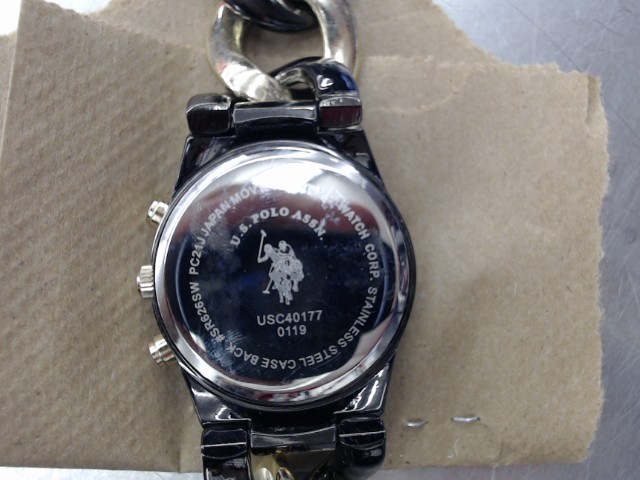 U.S. POLO ASSN.
USC40177
0119
WATCH CORP. STAINLESS STEEL CASE BACK #SR626SW PC21J JAPAN MOV